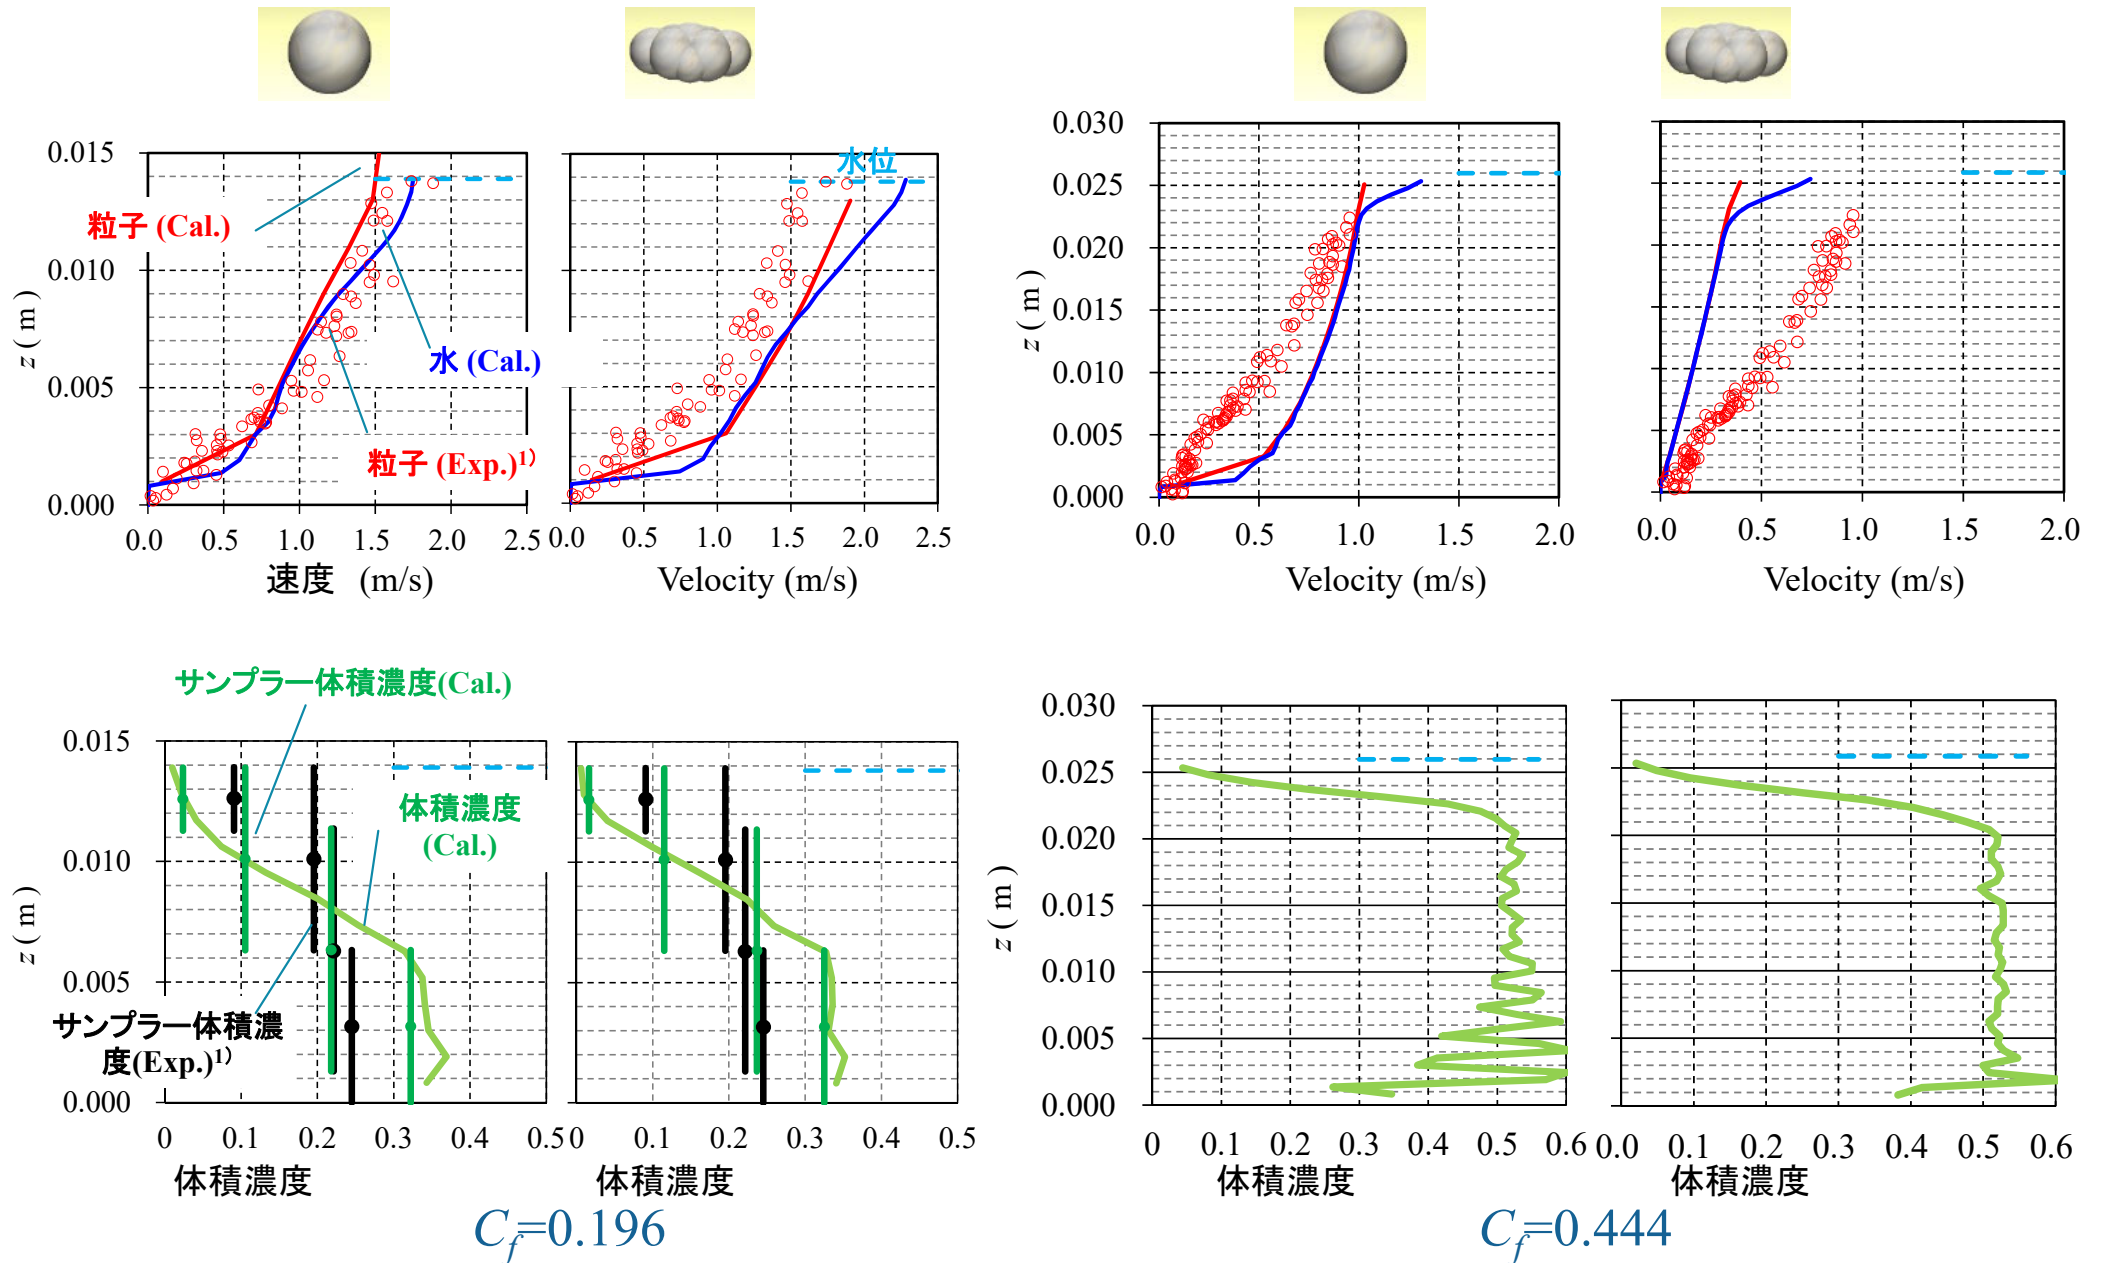 0.015
0.010
0.005
0.000
z ( m )
粒子 (Cal.)
水 (Cal.)
粒子 (Exp.)1)
0.0 0.5 1.0 1.5 2.0 2.5
速度 (m/s)
水位
0.0 0.5 1.0 1.5 2.0 2.5
Velocity (m/s)
0.030
0.025
0.020
0.015
0.010
0.005
0.000
z ( m )
0.0 0.5 1.0 1.5 2.0
Velocity (m/s)
0.0 0.5 1.0 1.5 2.0
Velocity (m/s)
サンプラー体積濃度(Cal.)
0.015
0.010
0.005
0.000
z ( m )
体積濃度
(Cal.)
サンプラー体積濃
度(Exp.)1)
0 0.1 0.2 0.3 0.4 0.5
体積濃度
0 0.1 0.2 0.3 0.4 0.5
体積濃度
Cf=0.196
0.030
0.025
0.020
0.015
0.010
0.005
0.000
z ( m )
0 0.1 0.2 0.3 0.4 0.5 0.6
体積濃度
0.0 0.1 0.2 0.3 0.4 0.5 0.6
体積濃度
Cf=0.444